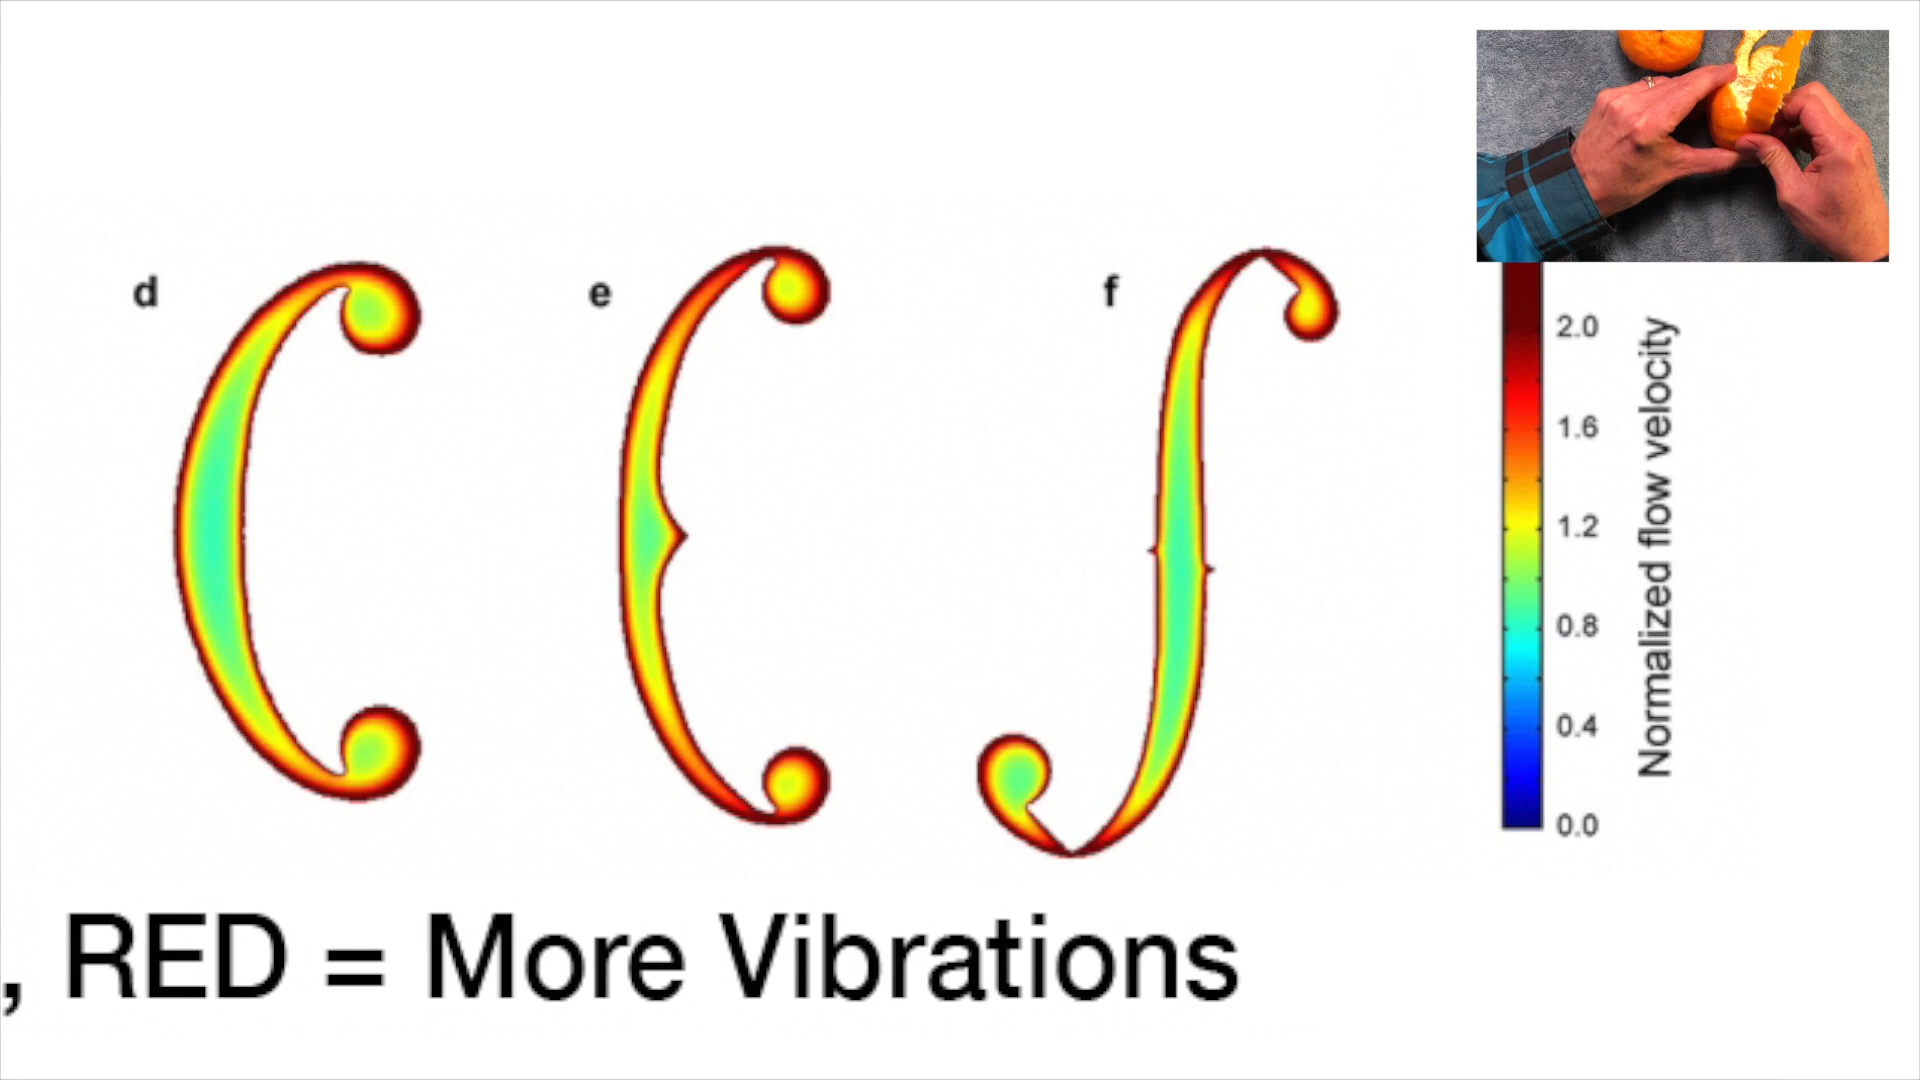 d
e
f
2.0
1.6
1.2
0.8
0.4
0.0
Normalized flow velocity
, RED = More Vibrations